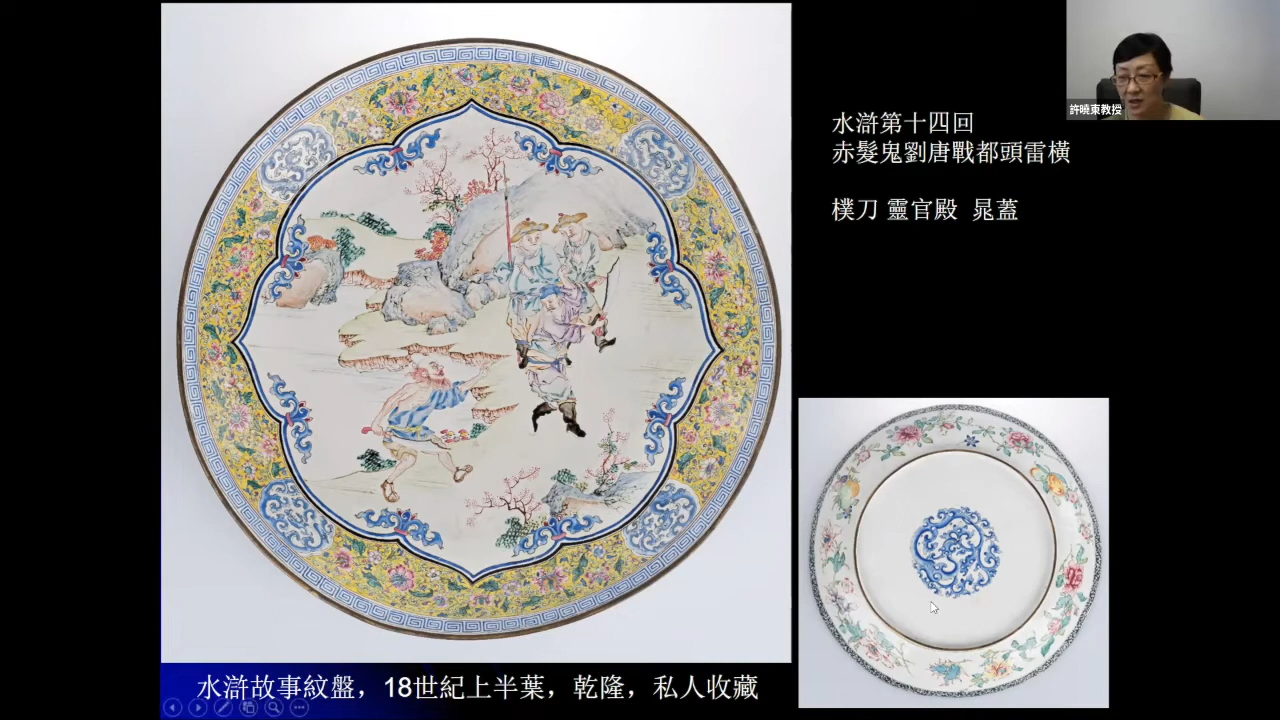 水滸第十四回
赤髮鬼劉唐戰都頭雷橫
樸刀 靈官殿 晁蓋
許曉東教授
水滸故事紋盤，18世紀上半葉，乾隆，私人收藏